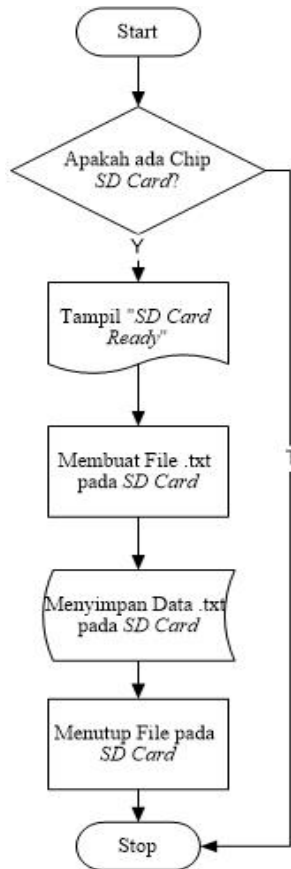 Start
Apakah ada Chip
SD Card?
Y
Tampil "SD Card
Ready"
Membuat File .txt
pada SD Card
T
Menyimpan Data .txt
pada SD Card
Menutup File pada
SD Card
Stop